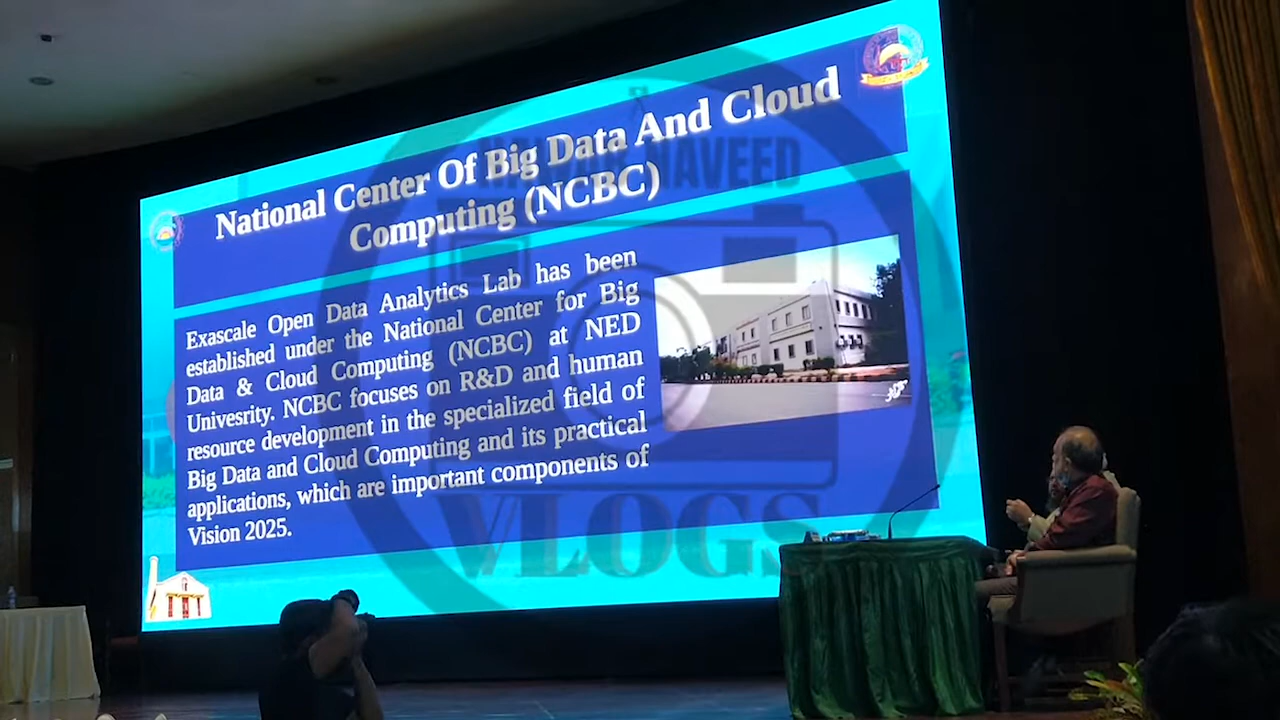 National Center Of Big Data And Cloud
Computing (NCBC)
NAVEED
Exascale Open Data Analytics Lab has been
established under the National Center for Big
Data & Cloud Computing (NCBC) at NED
Univesrity. NCBC focuses on R&D and human
resource development in the specialized field of
Big Data and Cloud Computing and its practical
applications, which are important components of
Vision 2025.
VLOGS